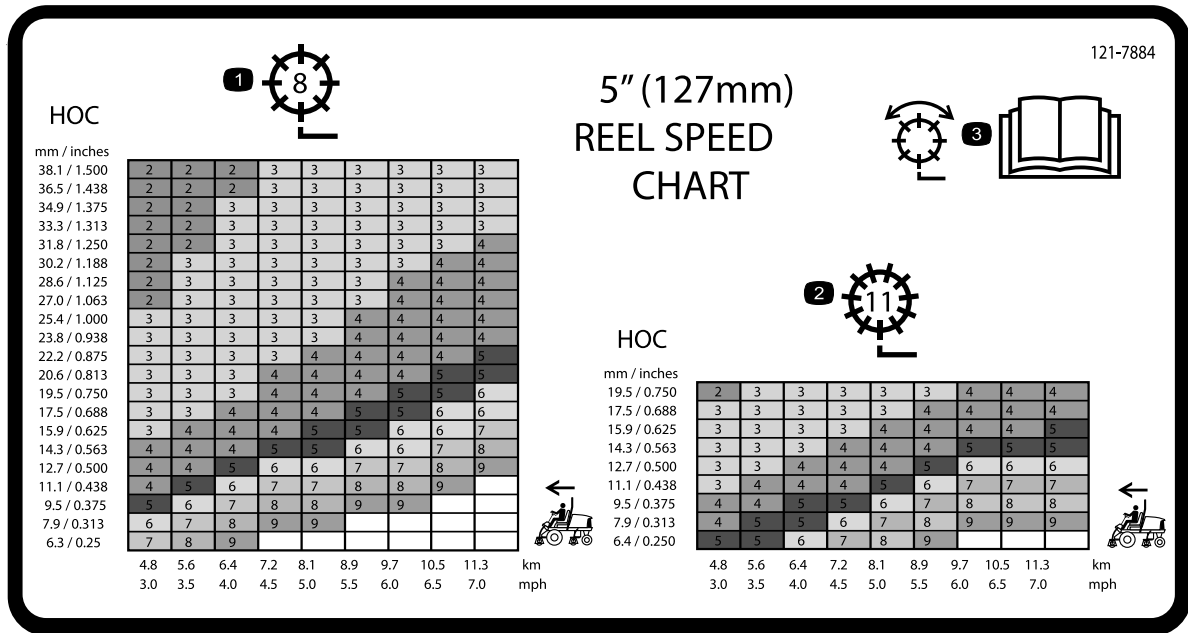 121-7884
1
8
5" (127mm)
REEL SPEED
CHART
3
HOC
mm / inches
38.1 / 1.500 2 2 2 3 3 3 3 3 3
36.5 / 1.438 2 2 2 3 3 3 3 3 3
34.9 / 1.375 2 2 3 3 3 3 3 3 3
33.3 / 1.313 2 2 3 3 3 3 3 3 3
31.8 / 1.250 2 2 3 3 3 3 3 3 4
30.2 / 1.188 2 3 3 3 3 3 3 4 4
28.6 / 1.125 2 3 3 3 3 3 4 4 4
27.0 / 1.063 2 3 3 3 3 3 4 4 4
25.4 / 1.000 3 3 3 3 3 4 4 4 4
23.8 / 0.938 3 3 3 3 3 4 4 4 4
22.2 / 0.875 3 3 3 3 4 4 4 4 5
20.6 / 0.813 3 3 3 4 4 4 4 5 5
19.5 / 0.750 3 3 3 4 4 4 5 5 6
17.5 / 0.688 3 3 4 4 4 5 5 6 6
15.9 / 0.625 3 4 4 4 5 5 6 6 7
14.3 / 0.563 4 4 4 5 5 6 6 7 8
12.7 / 0.500 4 4 5 6 6 7 7 8 9
11.1 / 0.438 4 5 6 7 7 8 8 9
9.5 / 0.375 5 6 7 8 8 9 9
7.9 / 0.313 6 7 8 9 9
6.3 / 0.25 7 8 9
4.8 5.6 6.4 7.2 8.1 8.9 9.7 10.5 11.3 km
3.0 3.5 4.0 4.5 5.0 5.5 6.0 6.5 7.0 mph
2
11
HOC
mm / inches
19.5 / 0.750 2 3 3 3 3 3 4 4 4
17.5 / 0.688 3 3 3 3 3 4 4 4 4
15.9 / 0.625 3 3 3 3 4 4 4 4 5
14.3 / 0.563 3 3 3 4 4 4 5 5 5
12.7 / 0.500 3 3 4 4 4 5 6 6 6
11.1 / 0.438 3 4 4 4 5 6 7 7 7
9.5 / 0.375 4 4 5 5 6 7 8 8 8
7.9 / 0.313 4 5 5 6 7 8 9 9 9
6.4 / 0.250 5 5 6 7 8 9
4.8 5.6 6.4 7.2 8.1 8.9 9.7 10.5 11.3 km
3.0 3.5 4.0 4.5 5.0 5.5 6.0 6.5 7.0 mph